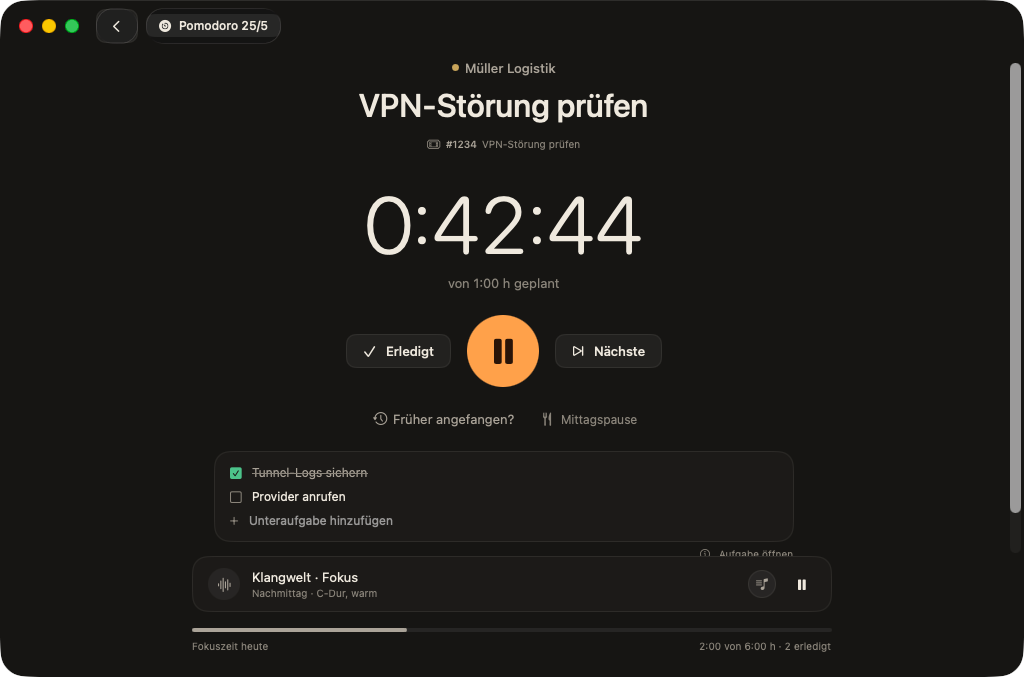 Pomodoro 25/5
Müller Logistik
VPN-Störung prüfen
#1234 VPN-Störung prüfen
0:42:44
von 1:00 h geplant
Erledigt
Nächste
Früher angefangen?
Mittagspause
Tunnel-Logs sichern
Provider anrufen
+ Unteraufgabe hinzufügen
Aufgabe öffnen
Klangwelt · Fokus
Nachmittag · C-Dur, warm
Fokuszeit heute
2:00 von 6:00 h · 2 erledigt